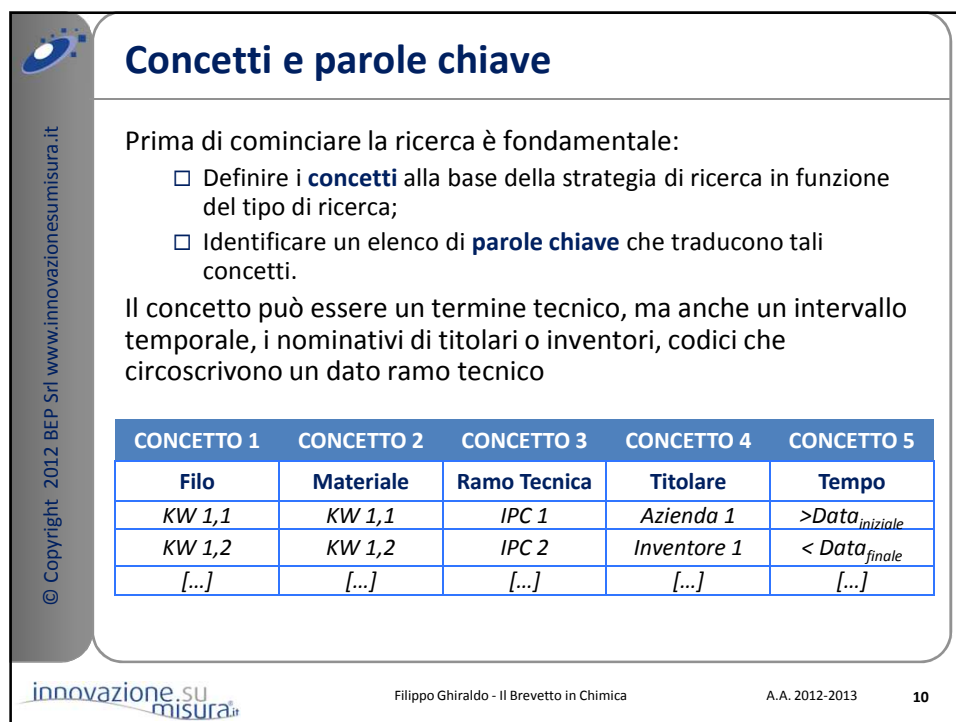 Concetti e parole chiave
Prima di cominciare la ricerca è fondamentale:
Definire i concetti alla base della strategia di ricerca in funzione
del tipo di ricerca;
Identificare un elenco di parole chiave che traducono tali
concetti.
Il concetto può essere un termine tecnico, ma anche un intervallo
temporale, i nominativi di titolari o inventori, codici che
circoscrivono un dato ramo tecnico
CONCETTO 1 CONCETTO 2 CONCETTO 3 CONCETTO 4 CONCETTO 5
Filo Materiale Ramo Tecnica Titolare Tempo
KW 1,1 KW 1,1 IPC 1 Azienda 1 >Data iniziale
KW 1,2 KW 1,2 IPC 2 Inventore 1 < Data finale
[…] […] […] […] […]
© Copyright 2012 BEP Srl www.innovazionesumisura.it
innovazione.su
misura.it
Filippo Ghiraldo - Il Brevetto in Chimica A.A. 2012-2013 10